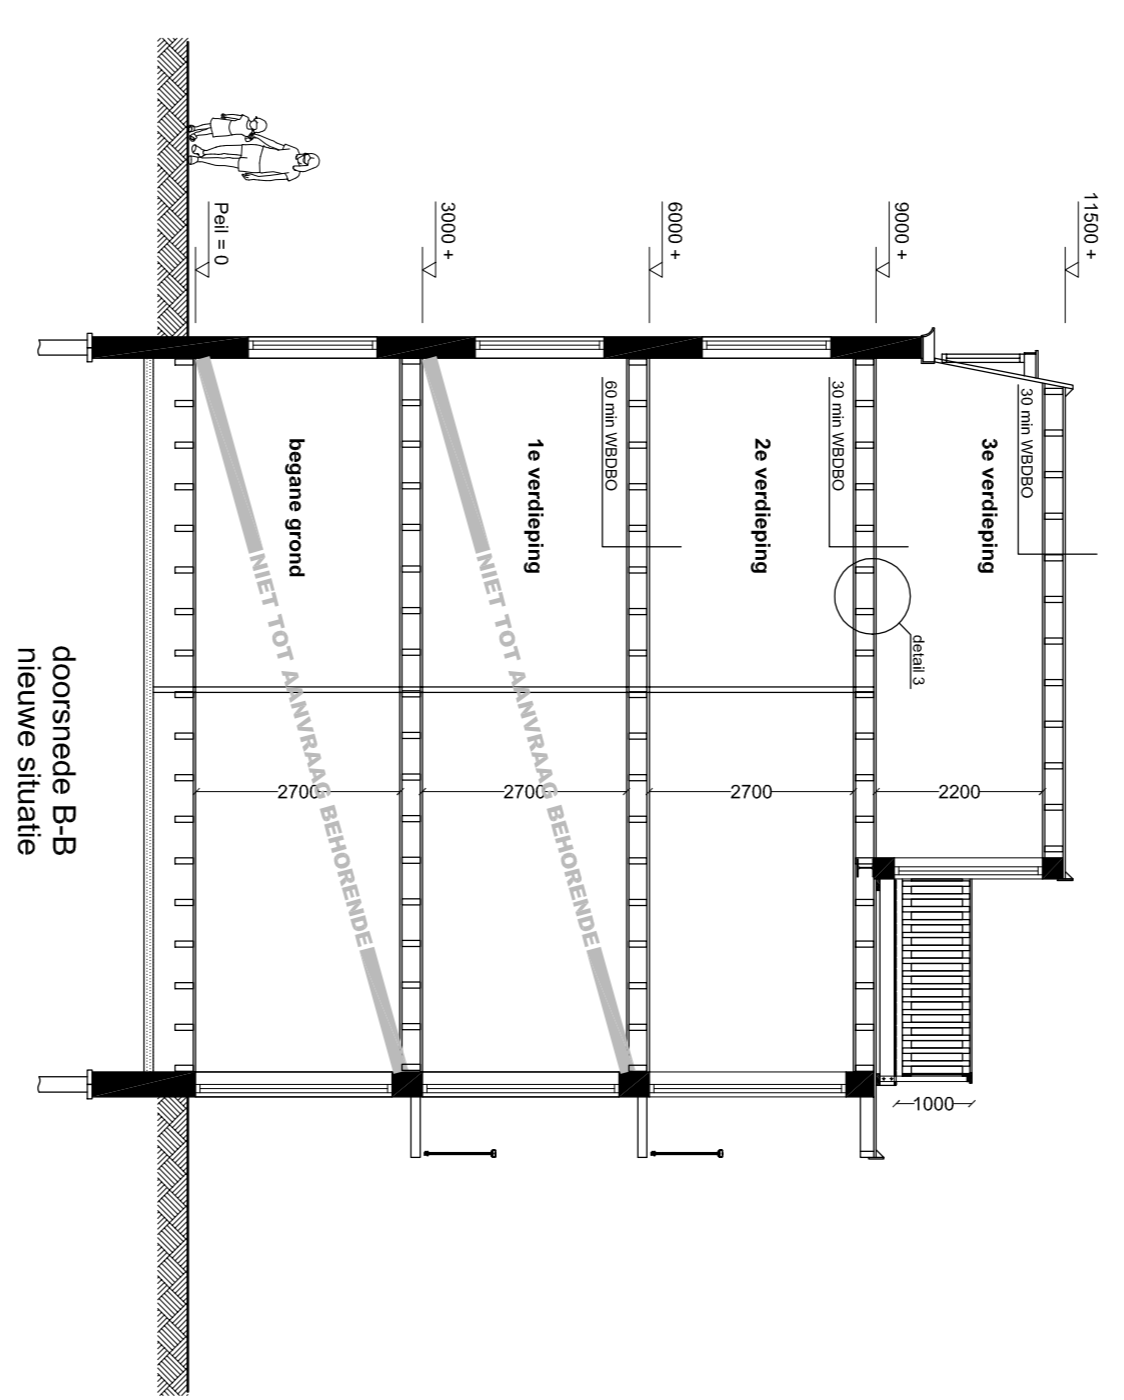 11500 +
9000 +
6000 +
3000 +
Peil = 0
30 min WBDBO
3e verdieping
detail 3
2200
1000
30 min WBDBO
2e verdieping
2700
60 min WBDBO
1e verdieping
NIET TOT AANVRAAG BEHORENDE
2700
begane grond
NIET TOT AANVRAAG BEHORENDE
2700
doorsnede B-B
nieuwe situatie